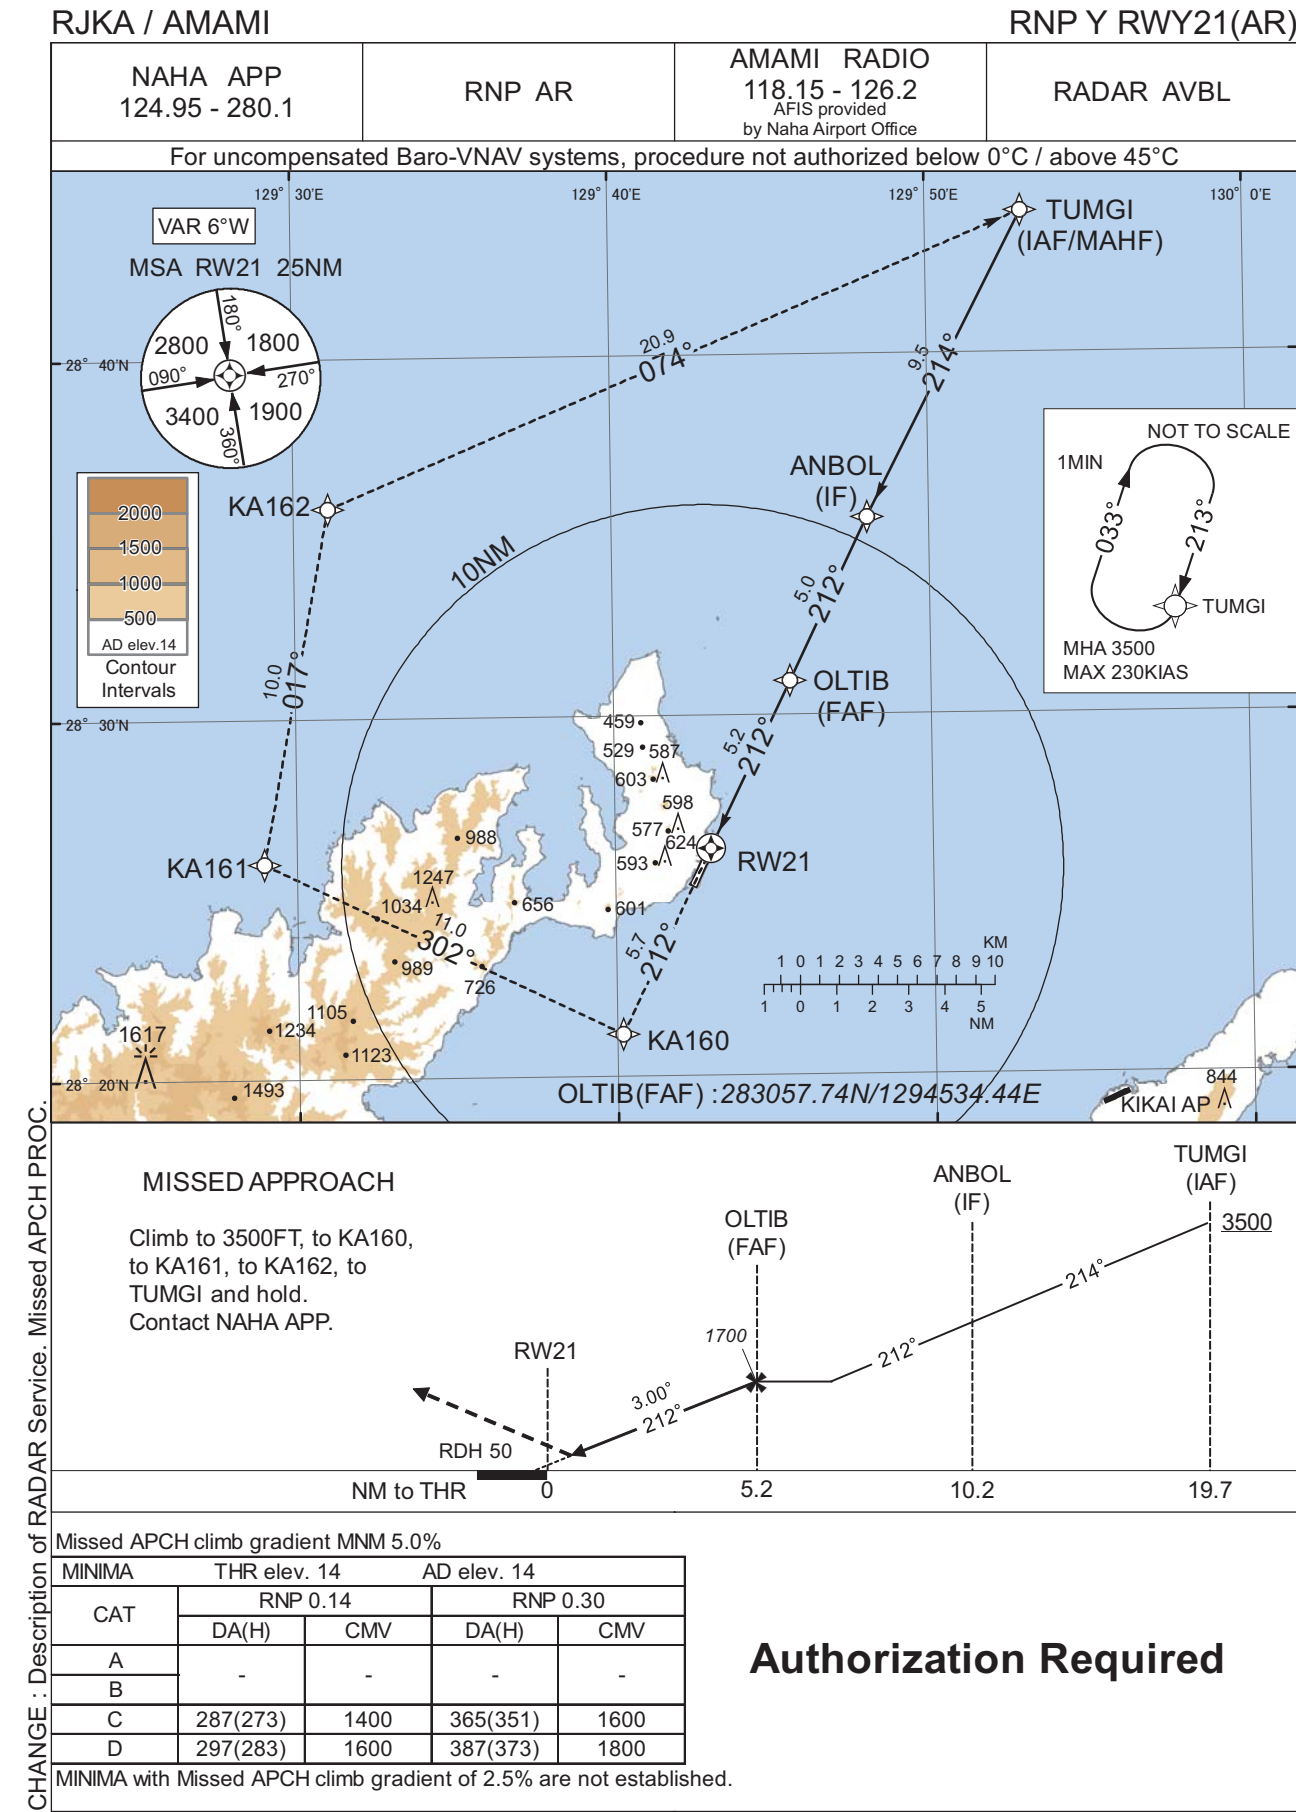 RJKA / AMAMI
RNP Y RWY21(AR)
NAHA APP
124.95 - 280.1
RNP AR
AMAMI RADIO
118.15 - 126.2
AFIS provided
by Naha Airport Office
RADAR AVBL
For uncompensated Baro-VNAV systems, procedure not authorized below 0°C / above 45°C
129° 30'E
129° 40'E
129° 50'E
130° 0'E
VAR 6°W
MSA RW21 25NM
180°
2800
1800
090°
270°
3400
1900
360°
TUMGI
(IAF/MAHF)
20.9
074°
9.5
214°
28° 40'N
NOT TO SCALE
1MIN
033°
213°
TUMGI
MHA 3500
MAX 230KIAS
ANBOL
(IF)
KA162
10NM
2000
1500
1000
500
AD elev.14
Contour
Intervals
5.0
212°
10.0
017°
OLTIB
(FAF)
28° 30'N
459
529
587
603
598
577
624
593
5.2
212°
RW21
988
KA161
1247
1034
656
601
11.0
302°
989
726
5.7
212°
KM
1 0 1 2 3 4 5 6 7 8 9 10
1 0 1 2 3 4 5
NM
1105
1234
1123
1617
1493
KA160
28° 20'N
OLTIB(FAF) :283057.74N/1294534.44E
844
KIKAI AP
MISSED APPROACH
Climb to 3500FT, to KA160,
to KA161, to KA162, to
TUMGI and hold.
Contact NAHA APP.
TUMGI
(IAF)
3500
ANBOL
(IF)
OLTIB
(FAF)
214°
212°
1700
RW21
3.00°
212°
RDH 50
NM to THR
0
5.2
10.2
19.7
Missed APCH climb gradient MNM 5.0%
MINIMA THR elev. 14 AD elev. 14
CAT RNP 0.14 RNP 0.30
DA(H) CMV DA(H) CMV
A
- - - -
B
C 287(273) 1400 365(351) 1600
D 297(283) 1600 387(373) 1800
MINIMA with Missed APCH climb gradient of 2.5% are not established.
Authorization Required
CHANGE : Description of RADAR Service. Missed APCH PROC.